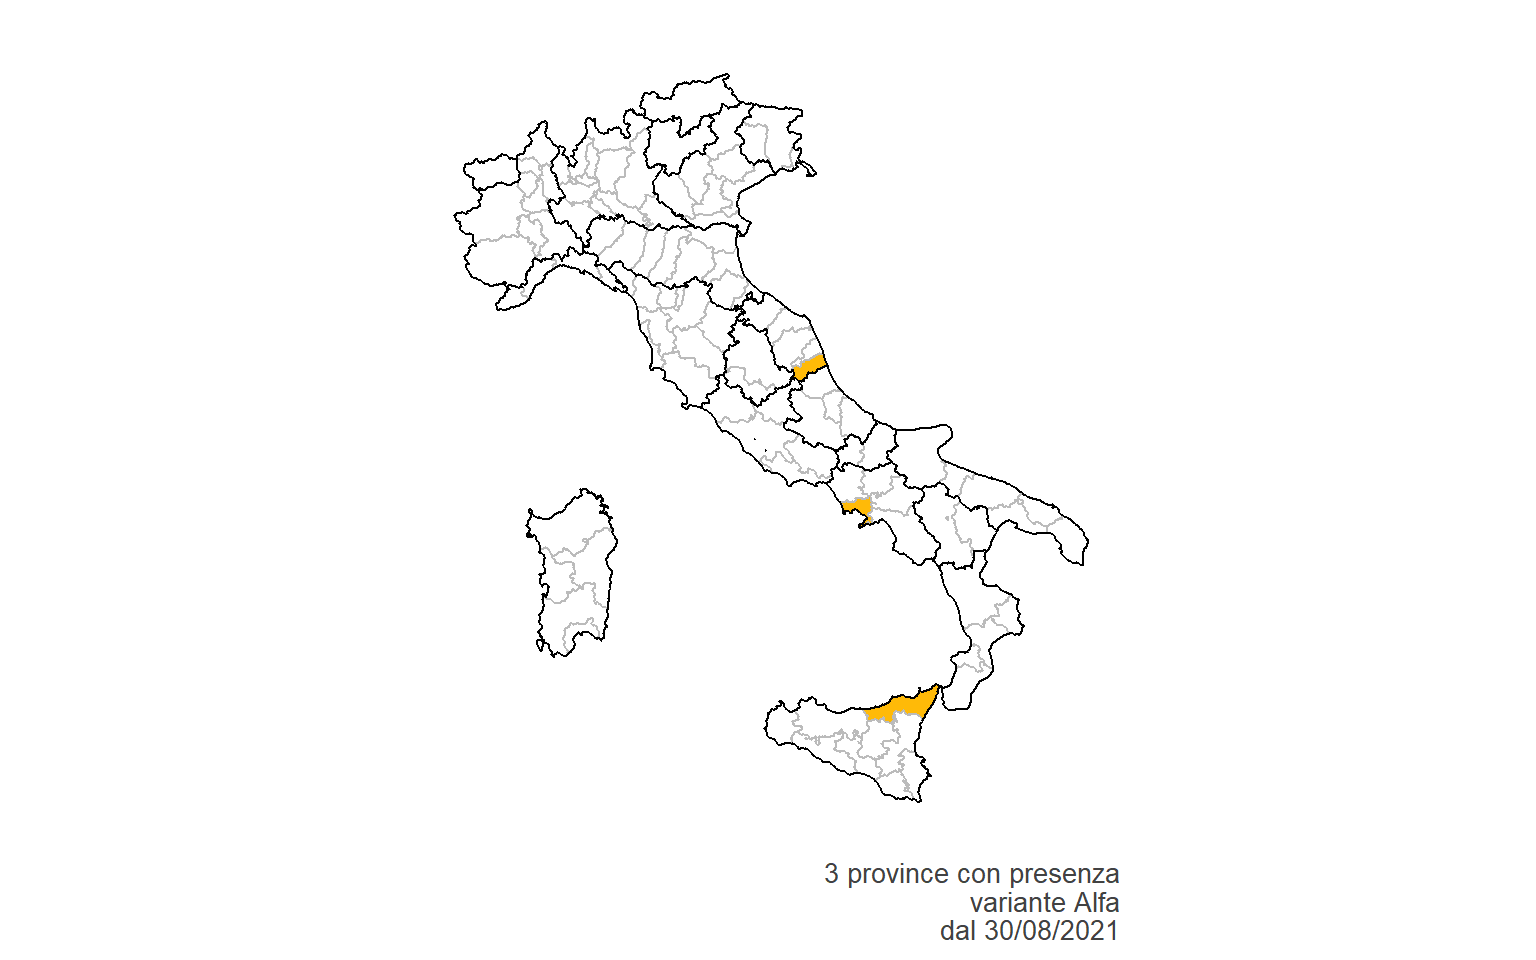 3 province con presenza
variante Alfa
dal 30/08/2021